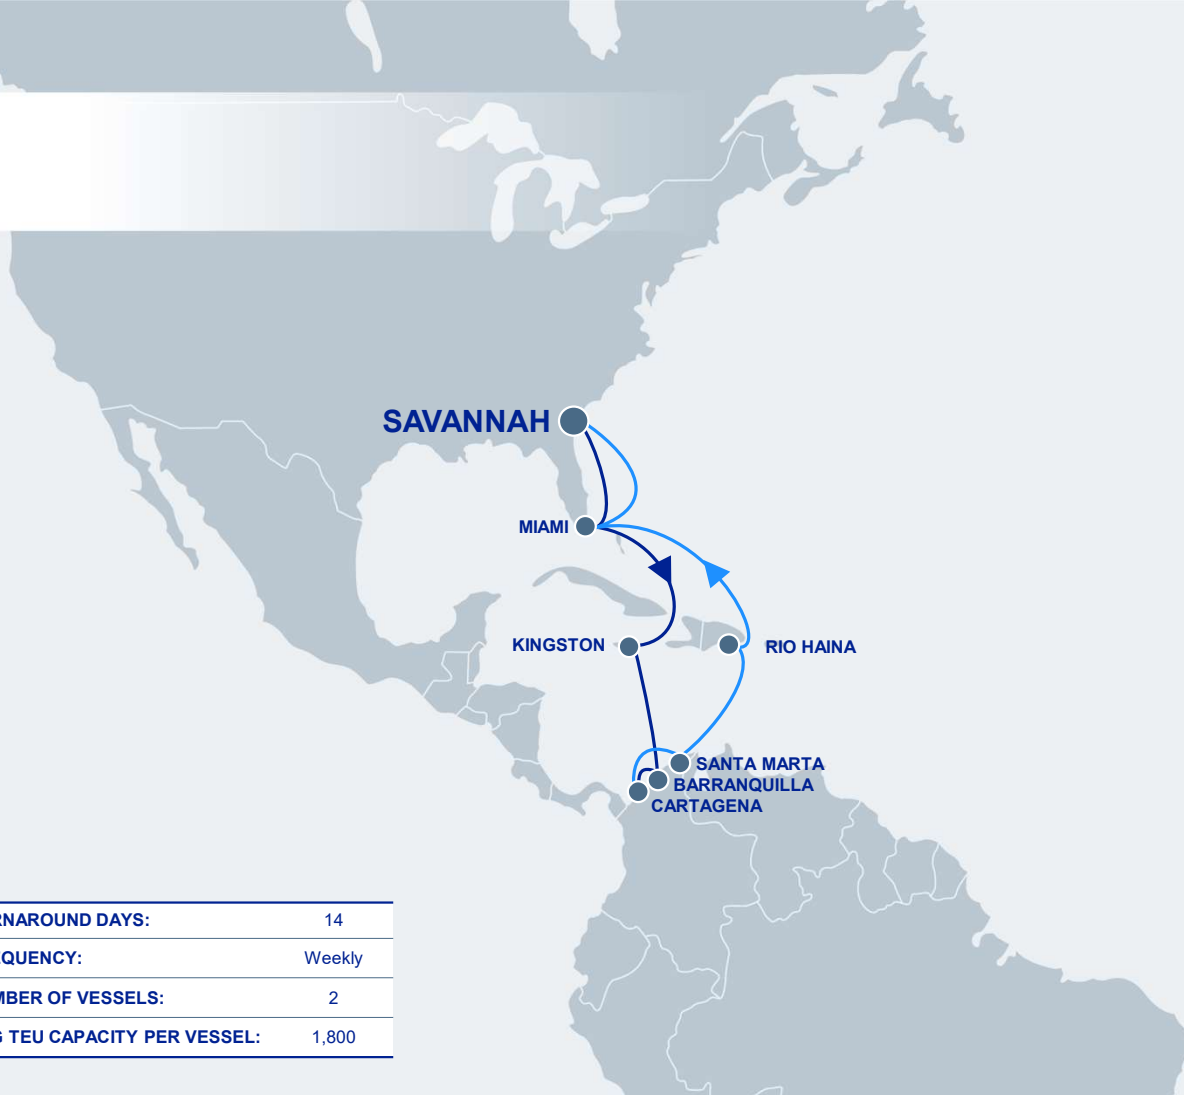 SAVANNAH
MIAMI
KINGSTON
RIO HAINA
SANTA MARTA
BARRANQUILLA
CARTAGENA
RNAROUND DAYS: 14
EQUENCY: Weekly
MBER OF VESSELS: 2
G TEU CAPACITY PER VESSEL: 1,800